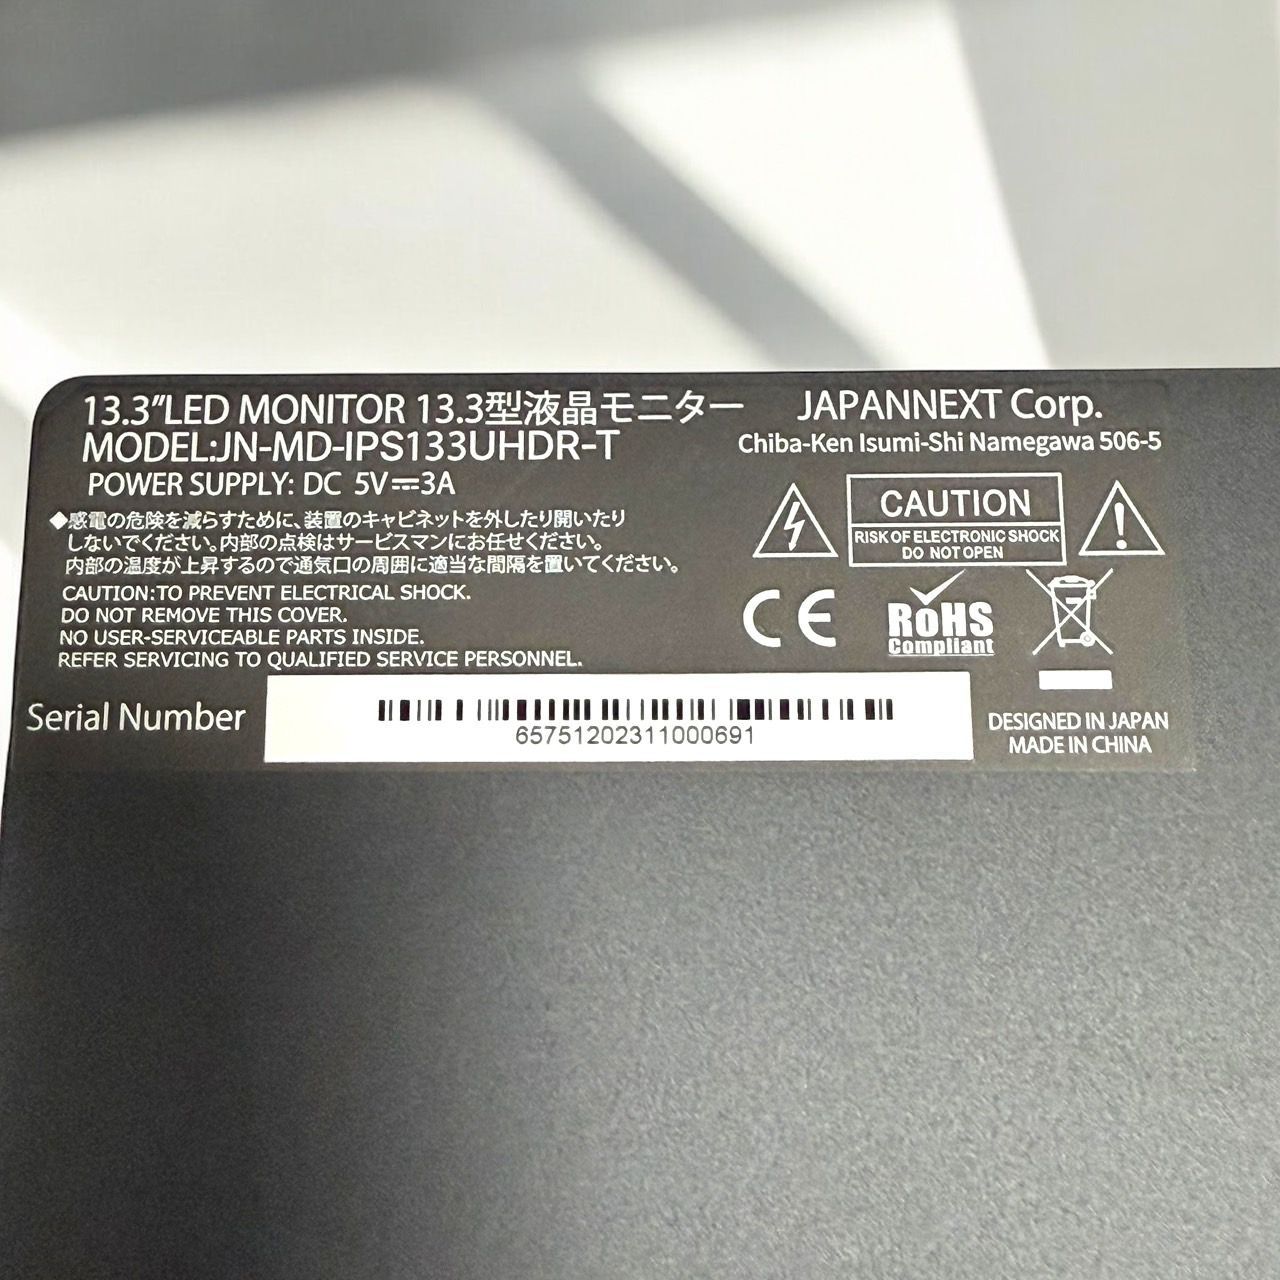 13.3"LED MONITOR 13.3型液晶モニター
MODEL:JN-MD-IPS133UHDR-T
POWER SUPPLY: DC 5V⎓3A
◆感電の危険を減らすために、装置のキャビネットを外したり開いたり
しないでください。内部の点検はサービスマンにお任せください。
内部の温度が上昇するので通気口の周囲に適当な間隔を置いてください。
CAUTION:TO PREVENT ELECTRICAL SHOCK.
DO NOT REMOVE THIS COVER.
NO USER-SERVICEABLE PARTS INSIDE.
REFER SERVICING TO QUALIFIED SERVICE PERSONNEL.
JAPANNEXT Corp.
Chiba-Ken Isumi-Shi Namegawa 506-5
CAUTION
RISK OF ELECTRONIC SHOCK
DO NOT OPEN
CE
RoHS
Compliant
Serial Number
65751202311000691
DESIGNED IN JAPAN
MADE IN CHINA